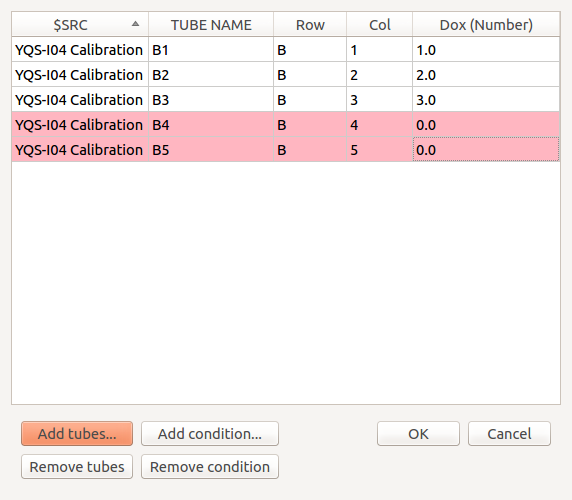 $SRC TUBE NAME Row Col Dox (Number)
YQS-I04 Calibration B1 B 1 1.0
YQS-I04 Calibration B2 B 2 2.0
YQS-I04 Calibration B3 B 3 3.0
YQS-I04 Calibration B4 B 4 0.0
YQS-I04 Calibration B5 B 5 0.0
Add tubes... Add condition... OK Cancel
Remove tubes Remove condition